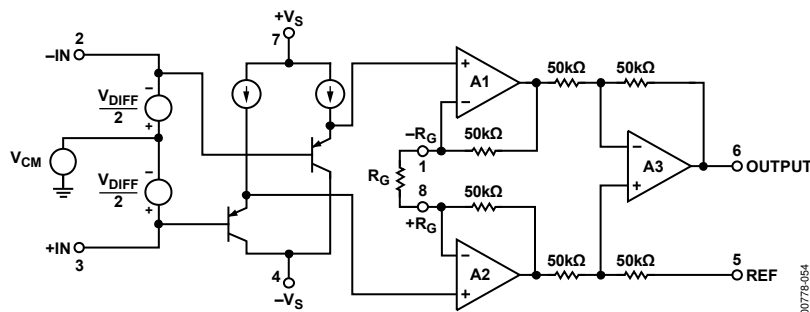 +VS
7
2
–IN
VDIFF
2
VCM
VDIFF
2
+IN
3
4
–VS
A1
50kΩ
50kΩ
50kΩ
–RG
1
RG
8
+RG
50kΩ
A2
50kΩ
50kΩ
A3
6
OUTPUT
5
REF
–
+
–
+
+
–
–
+
–
+
00778-054